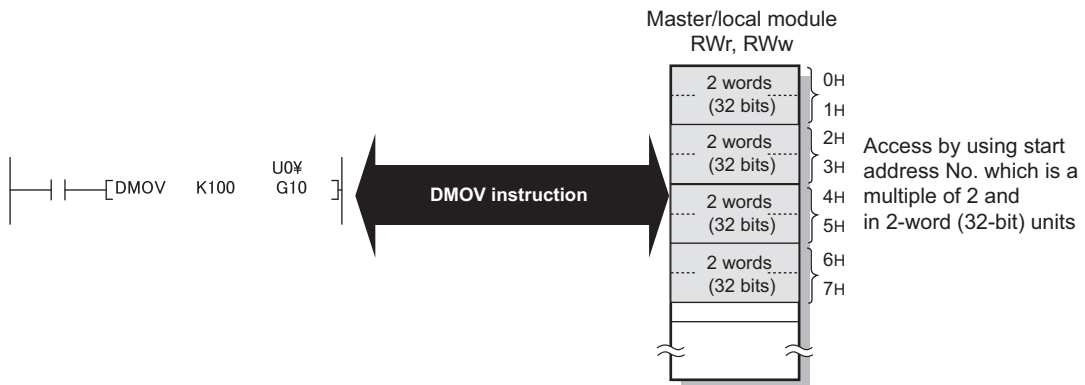 Master/local module
RWr, RWw
2 words
(32 bits)
0H
1H
2 words
(32 bits)
2H
3H
2 words
(32 bits)
4H
5H
2 words
(32 bits)
6H
7H
Access by using start
address No. which is a
multiple of 2 and
in 2-word (32-bit) units
U0¥
[DMOV K100 G10 ]
DMOV instruction